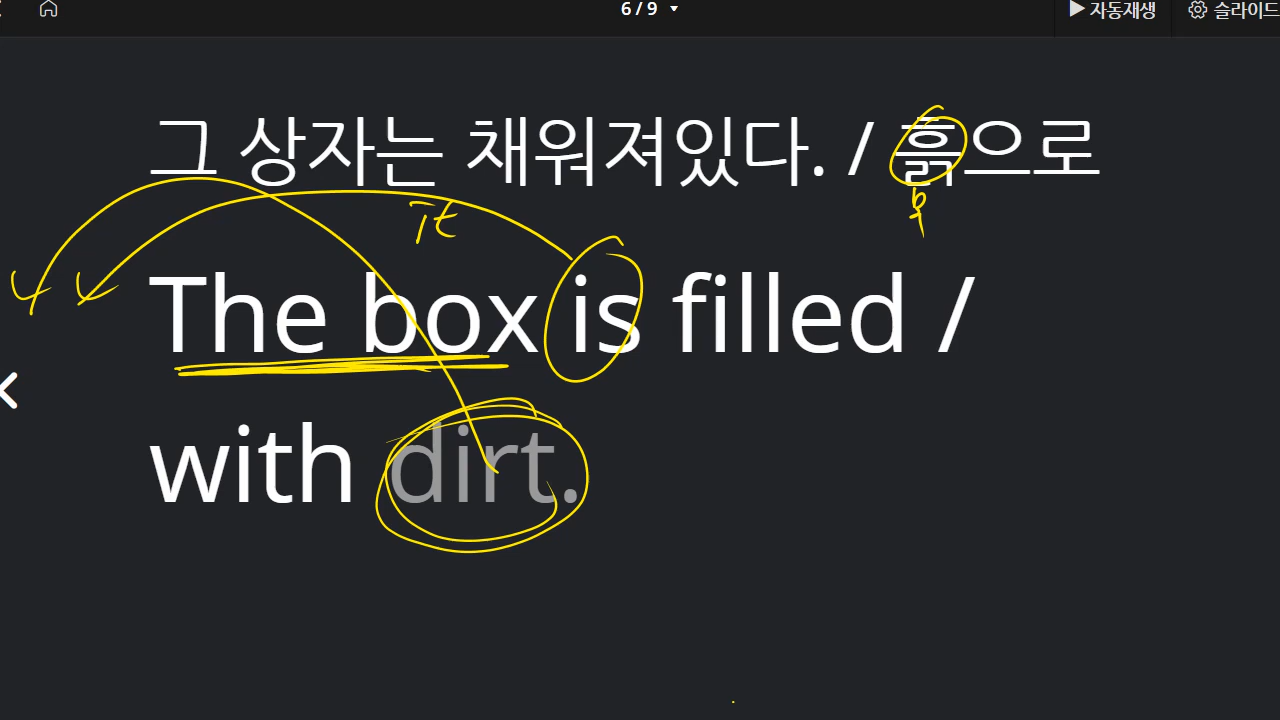 6 / 9
자동재생
슬라이드
그 상자는 채워져있다. / 흙으로
it
The box is filled /
with dirt.